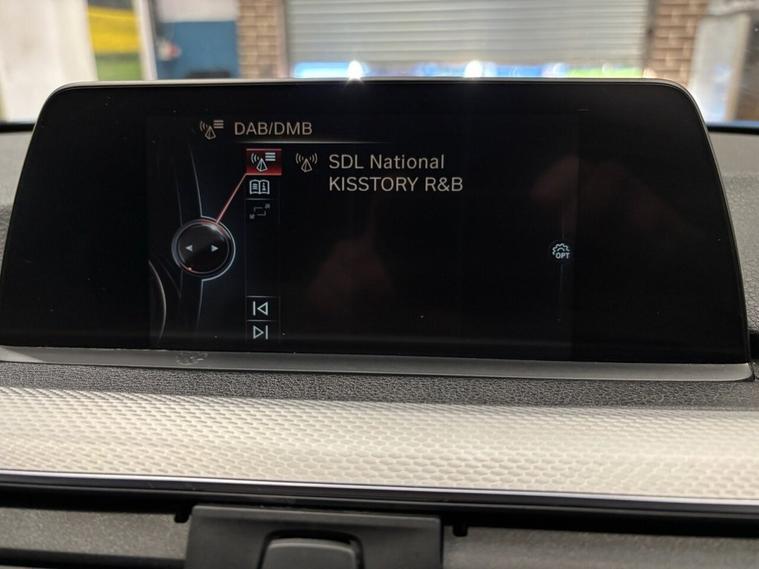 DAB/DMB
SDL National
KISSTORY R&B
OPT